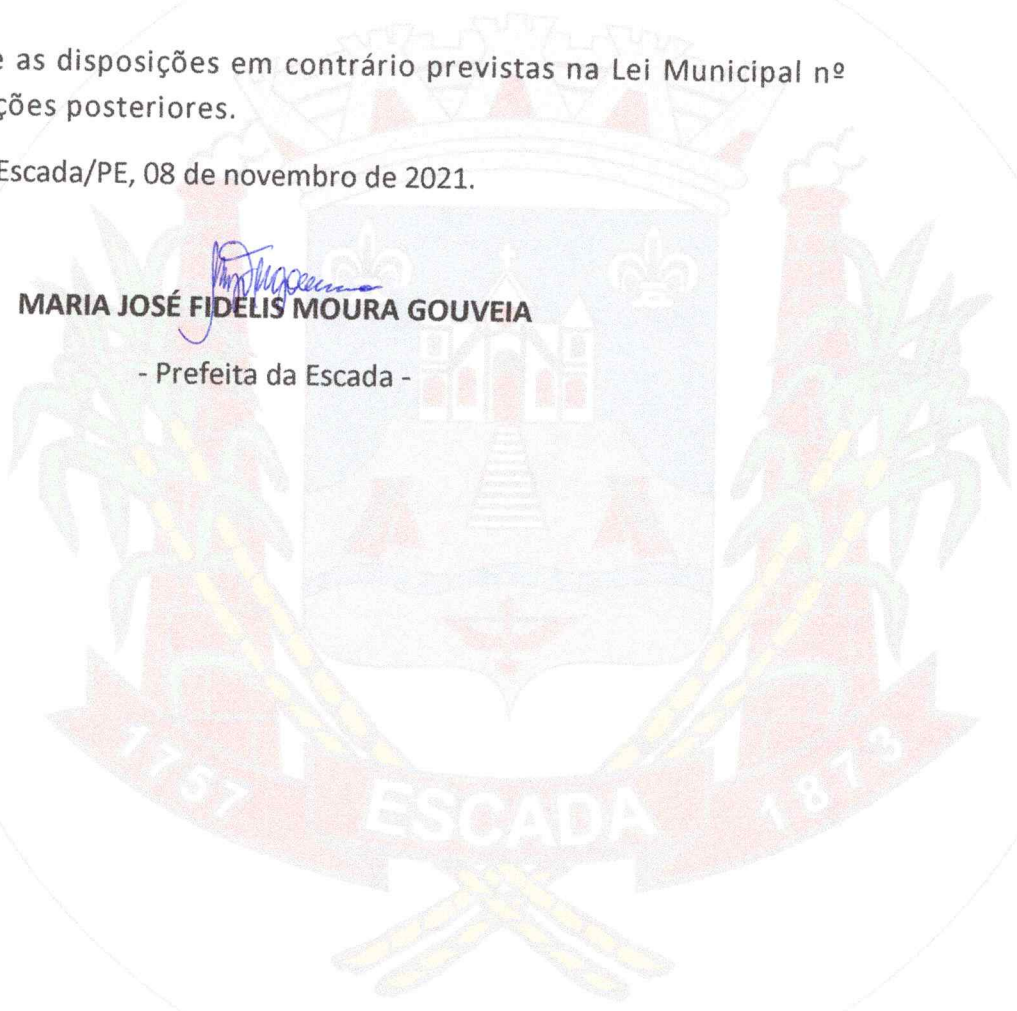 e as disposições em contrário previstas na Lei Municipal nº
ções posteriores.
Escada/PE, 08 de novembro de 2021.
MARIA JOSÉ FIDELIS MOURA GOUVEIA
- Prefeita da Escada -
1757
ESCADA
1873